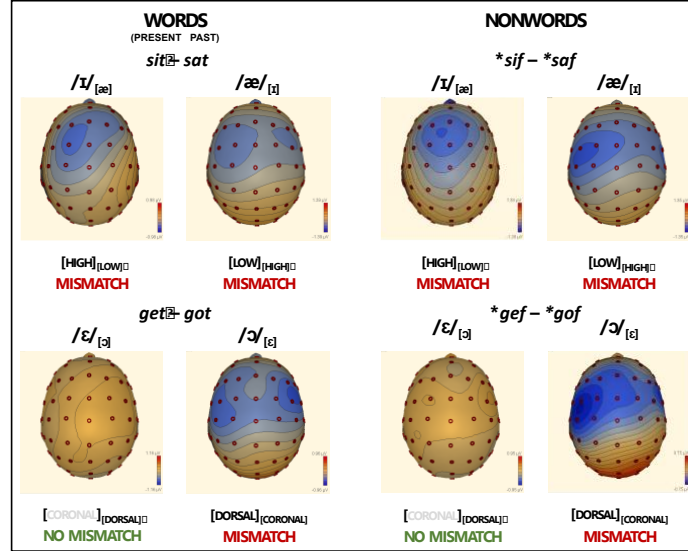 WORDS
NONWORDS
(PRESENT PAST)
sit – sat
*sif – *saf
/ɪ/[æ]
/æ/[ɪ]
/ɪ/[æ]
/æ/[ɪ]
[HIGH][LOW]
[LOW][HIGH]
[HIGH][LOW]
[LOW][HIGH]
MISMATCH
MISMATCH
MISMATCH
MISMATCH
get – got
*gef – *gof
/ɛ/[ɔ]
/ɔ/[ɛ]
/ɛ/[ɔ]
/ɔ/[ɛ]
[CORONAL][DORSAL]
[DORSAL][CORONAL]
[CORONAL][DORSAL]
[DORSAL][CORONAL]
NO MISMATCH
MISMATCH
NO MISMATCH
MISMATCH